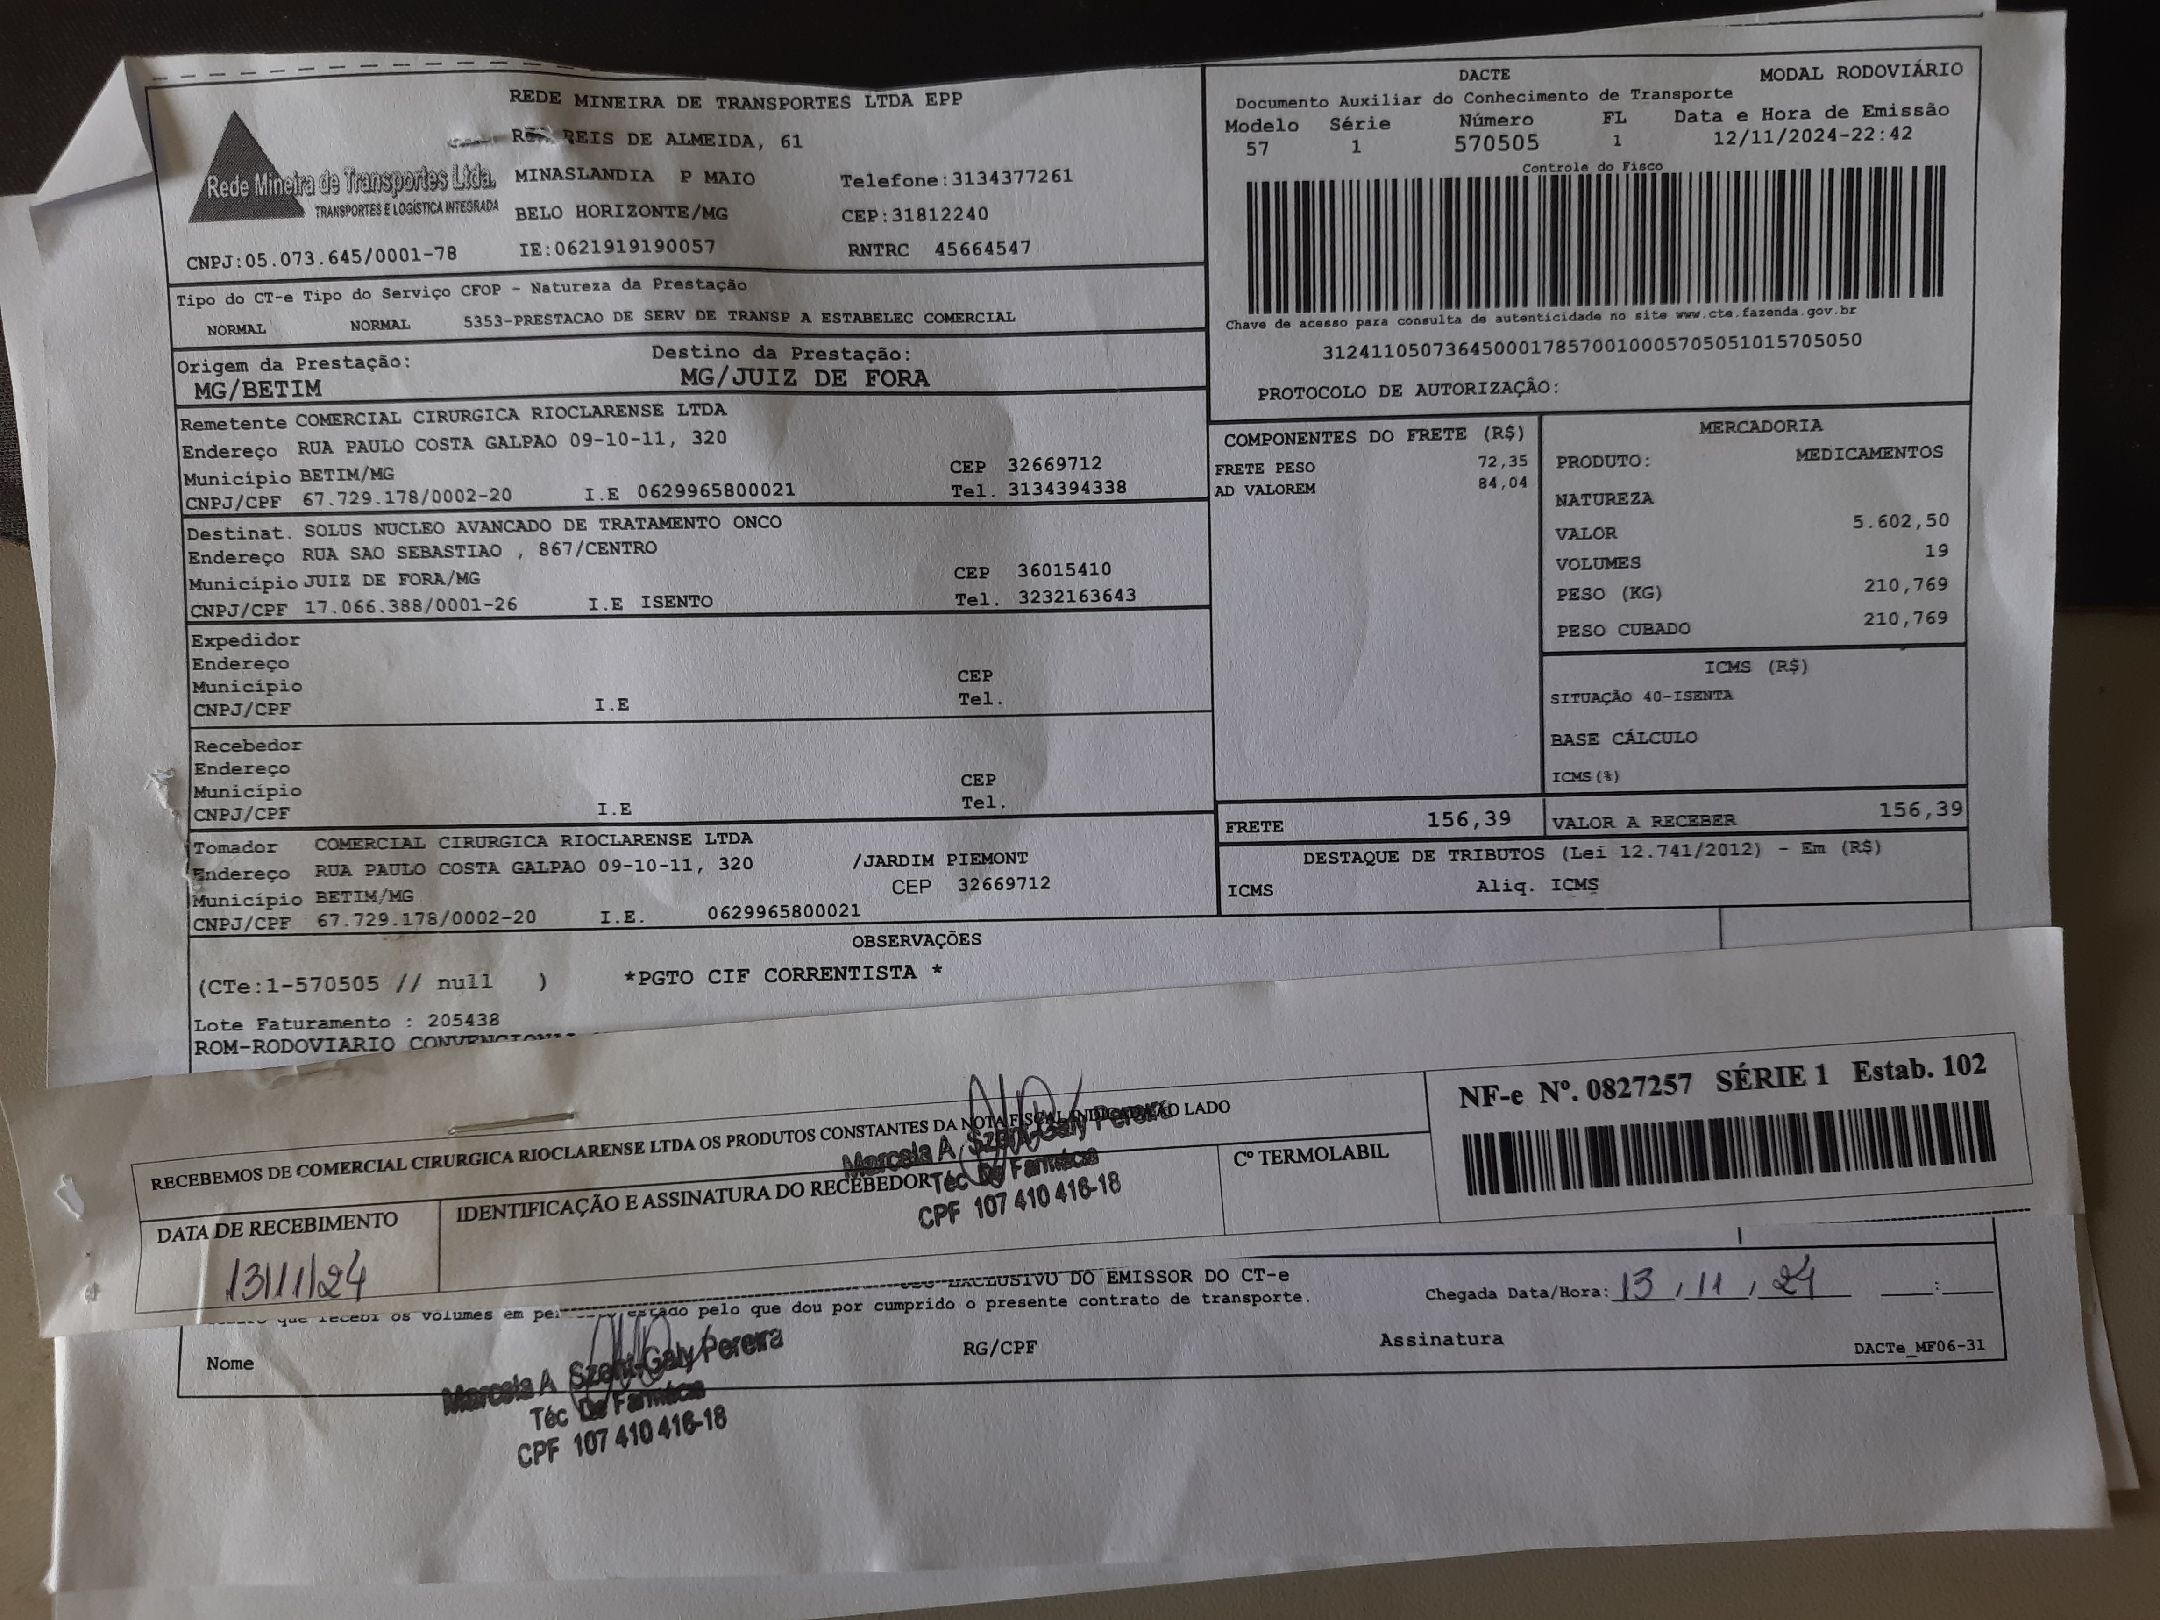 REDE MINEIRA DE TRANSPORTES LTDA EPP
REIS DE ALMEIDA, 61
Rede Mineira de Transportes Ltda.
TRANSPORTES E LOGÍSTICA INTEGRADA
MINASLANDIA P MAIO Telefone:3134377261
BELO HORIZONTE/MG CEP:31812240
CNPJ:05.073.645/0001-78 IE:0621919190057 RNTRC 45664547
DACTE MODAL RODOVIÁRIO
Documento Auxiliar do Conhecimento de Transporte
Modelo Série Número FL Data e Hora de Emissão
57 1 570505 1 12/11/2024-22:42
Controle do Fisco
Chave de acesso para consulta de autenticidade no site www.cte.fazenda.gov.br
31241105073645000178570010005705051015705050
PROTOCOLO DE AUTORIZAÇÃO:
Tipo do CT-e Tipo do Serviço CFOP - Natureza da Prestação
NORMAL NORMAL 5353-PRESTACAO DE SERV DE TRANSP A ESTABELEC COMERCIAL
Origem da Prestação: Destino da Prestação:
MG/BETIM MG/JUIZ DE FORA
Remetente COMERCIAL CIRURGICA RIOCLARENSE LTDA
Endereço RUA PAULO COSTA GALPAO 09-10-11, 320
Município BETIM/MG CEP 32669712
CNPJ/CPF 67.729.178/0002-20 I.E 0629965800021 Tel. 3134394338
Destinat. SOLUS NUCLEO AVANCADO DE TRATAMENTO ONCO
Endereço RUA SAO SEBASTIAO , 867/CENTRO
Município JUIZ DE FORA/MG CEP 36015410
CNPJ/CPF 17.066.388/0001-26 I.E ISENTO Tel. 3232163643
Expedidor
Endereço
Município CEP
CNPJ/CPF I.E Tel.
Recebedor
Endereço
Município CEP
CNPJ/CPF I.E Tel.
Tomador COMERCIAL CIRURGICA RIOCLARENSE LTDA
Endereço RUA PAULO COSTA GALPAO 09-10-11, 320 /JARDIM PIEMONT
Município BETIM/MG CEP 32669712
CNPJ/CPF 67.729.178/0002-20 I.E. 0629965800021
COMPONENTES DO FRETE (R$)
FRETE PESO 72,35
AD VALOREM 84,04
MERCADORIA
PRODUTO: MEDICAMENTOS
NATUREZA
VALOR 5.602,50
VOLUMES 19
PESO (KG) 210,769
PESO CUBADO 210,769
ICMS (R$)
SITUAÇÃO 40-ISENTA
BASE CÁLCULO
ICMS(%)
FRETE 156,39 VALOR A RECEBER 156,39
DESTAQUE DE TRIBUTOS (Lei 12.741/2012) - Em (R$)
ICMS Aliq. ICMS
OBSERVAÇÕES
(CTe:1-570505 // null ) *PGTO CIF CORRENTISTA *
Lote Faturamento : 205438
ROM-RODOVIARIO
RECEBEMOS DE COMERCIAL CIRURGICA RIOCLARENSE LTDA OS PRODUTOS CONSTANTES DA NOTA FISCAL INDICADA AO LADO
NF-e Nº. 0827257 SÉRIE 1 Estab. 102
DATA DE RECEBIMENTO IDENTIFICAÇÃO E ASSINATURA DO RECEBEDOR Cº TERMOLABIL
13/11/24
Marcela A. Szeni-Galy Pereira
Téc De Farmácia
CPF 107 410 416-18
EXCLUSIVO DO EMISSOR DO CT-e
que recebi os volumes em estado pelo que dou por cumprido o presente contrato de transporte.
Chegada Data/Hora: 13 / 11 / 24 :
Nome RG/CPF Assinatura
DACTe_MF06-31
Marcela A Szeni-Galy Pereira
Téc De Farmácia
CPF 107 410 416-18